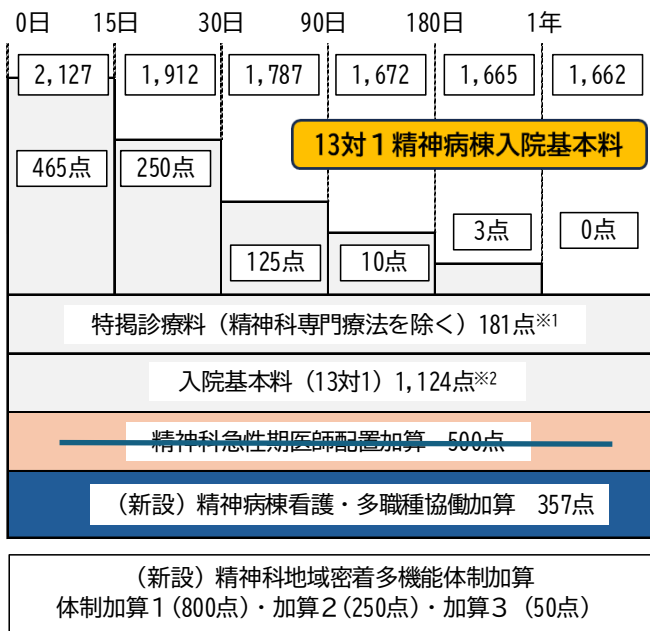 0日 15日 30日 90日 180日 1年
2,127 1,912 1,787 1,672 1,665 1,662
13対1精神病棟入院基本料
465点 250点 125点 10点 3点 0点
特掲診療料（精神科専門療法を除く）181点※1
入院基本料（13対1）1,124点※2
精神科急性期医師配置加算 500点
（新設）精神病棟看護・多職種協働加算 357点
（新設）精神科地域密着多機能体制加算
体制加算１(800点)・加算２(250点)・加算３（50点）